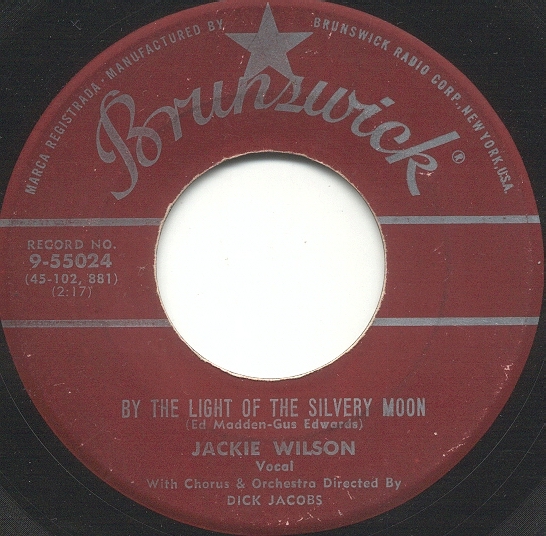 MARCA REGISTRADA · MANUFACTURED BY BRUNSWICK RADIO CORP. NEW YORK, USA.
Brunswick®
RECORD NO.
9-55024
(45-102, 881)
(2:17)
BY THE LIGHT OF THE SILVERY MOON
(Ed Madden-Gus Edwards)
JACKIE WILSON
Vocal
With Chorus & Orchestra Directed By
DICK JACOBS